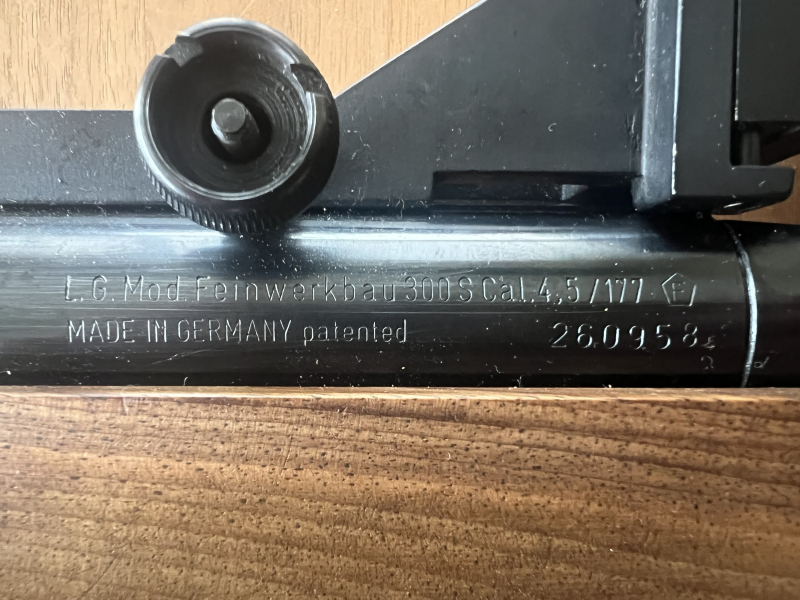 L.G. Mod. Feinwerkbau 300 S Cal. 4,5/177 F
MADE IN GERMANY patented 260958